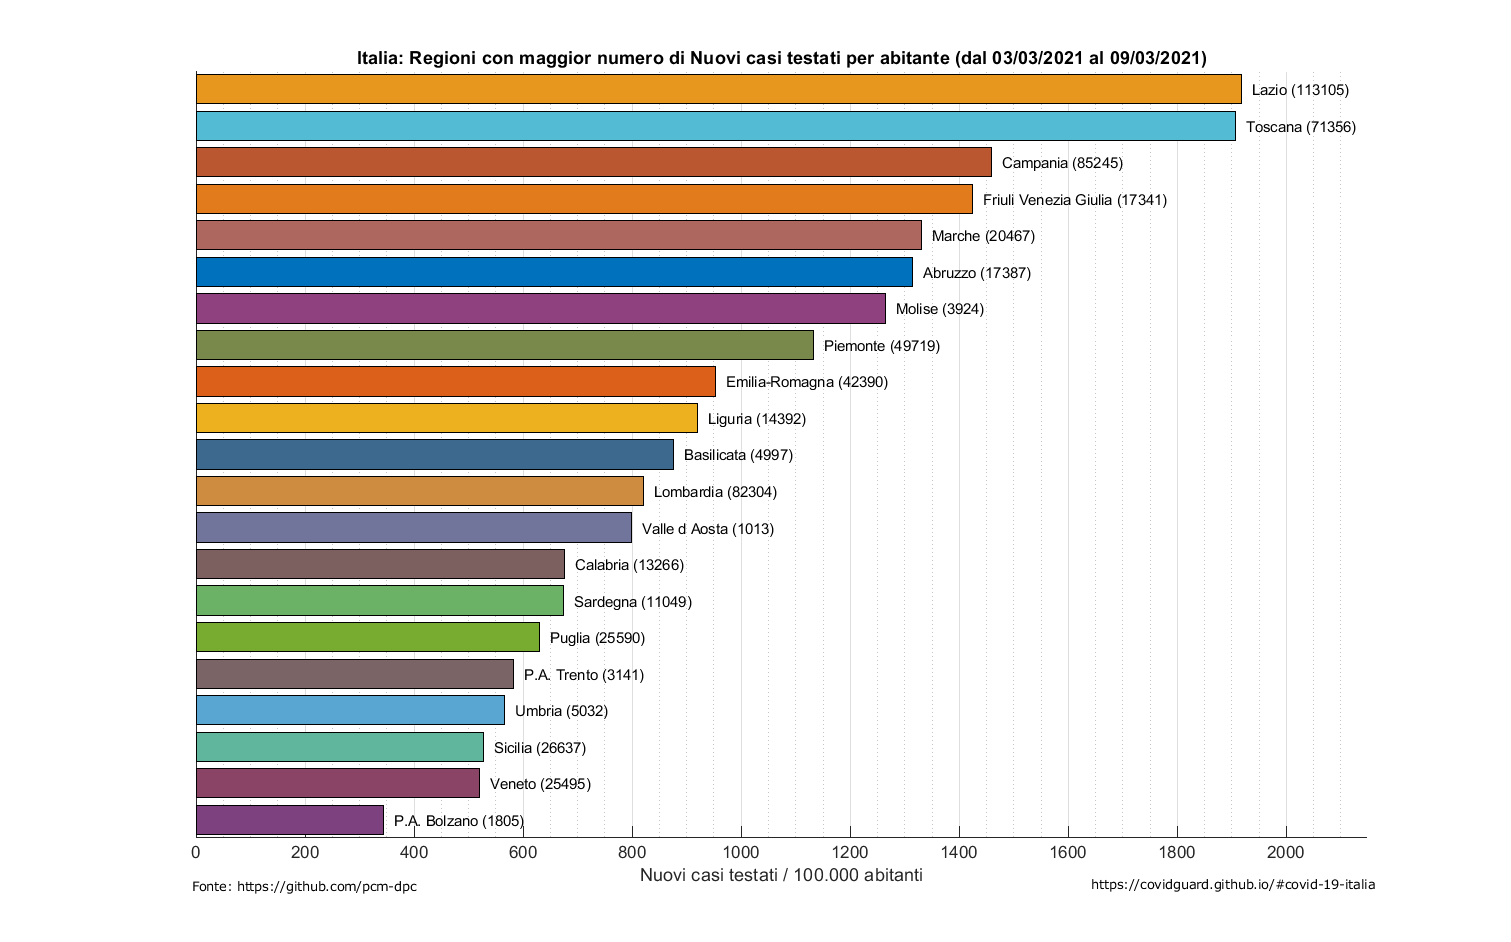 Italia: Regioni con maggior numero di Nuovi casi testati per abitante (dal 03/03/2021 al 09/03/2021)
Lazio (113105)
Toscana (71356)
Campania (85245)
Friuli Venezia Giulia (17341)
Marche (20467)
Abruzzo (17387)
Molise (3924)
Piemonte (49719)
Emilia-Romagna (42390)
Liguria (14392)
Basilicata (4997)
Lombardia (82304)
Valle d Aosta (1013)
Calabria (13266)
Sardegna (11049)
Puglia (25590)
P.A. Trento (3141)
Umbria (5032)
Sicilia (26637)
Veneto (25495)
P.A. Bolzano (1805)
0 200 400 600 800 1000 1200 1400 1600 1800 2000
Nuovi casi testati / 100.000 abitanti
Fonte: https://github.com/pcm-dpc
https://covidguard.github.io/#covid-19-italia